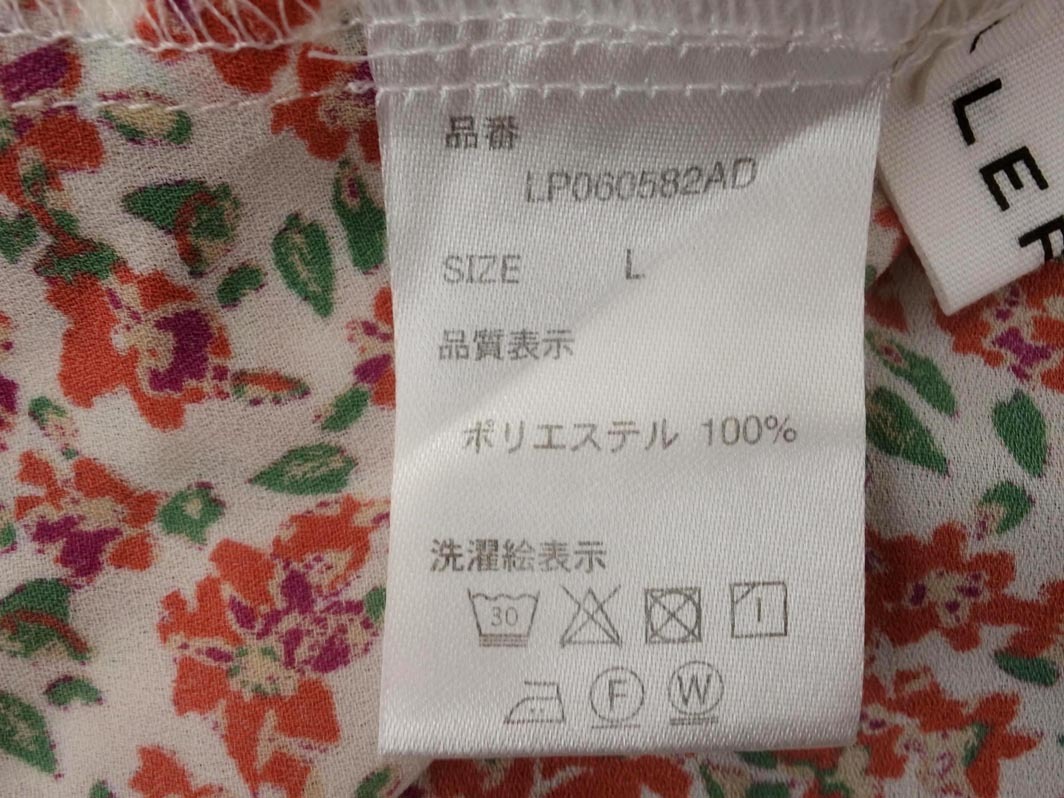 品番
LP060582AD
SIZE L
品質表示
ポリエステル 100%
洗濯絵表示
30
F W
LER